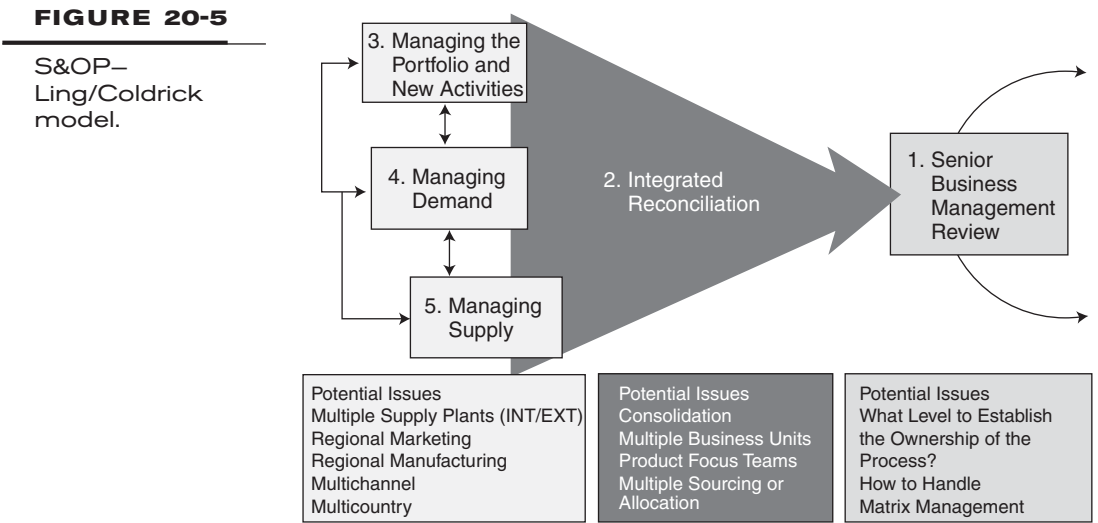 FIGURE 20-5
S&OP–
Ling/Coldrick
model.
3. Managing the
Portfolio and
New Activities
4. Managing
Demand
5. Managing
Supply
2. Integrated
Reconciliation
1. Senior
Business
Management
Review
Potential Issues
Multiple Supply Plants (INT/EXT)
Regional Marketing
Regional Manufacturing
Multichannel
Multicountry
Potential Issues
Consolidation
Multiple Business Units
Product Focus Teams
Multiple Sourcing or
Allocation
Potential Issues
What Level to Establish
the Ownership of the
Process?
How to Handle
Matrix Management